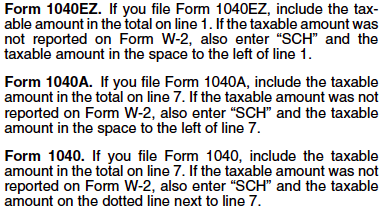 Form 1040EZ. If you file Form 1040EZ, include the tax-
able amount in the total on line 1. If the taxable amount was
not reported on Form W-2, also enter “SCH” and the
taxable amount in the space to the left of line 1.
Form 1040A. If you file Form 1040A, include the taxable
amount in the total on line 7. If the taxable amount was not
reported on Form W-2, also enter “SCH” and the taxable
amount in the space to the left of line 7.
Form 1040. If you file Form 1040, include the taxable
amount in the total on line 7. If the taxable amount was not
reported on Form W-2, also enter “SCH” and the taxable
amount on the dotted line next to line 7.